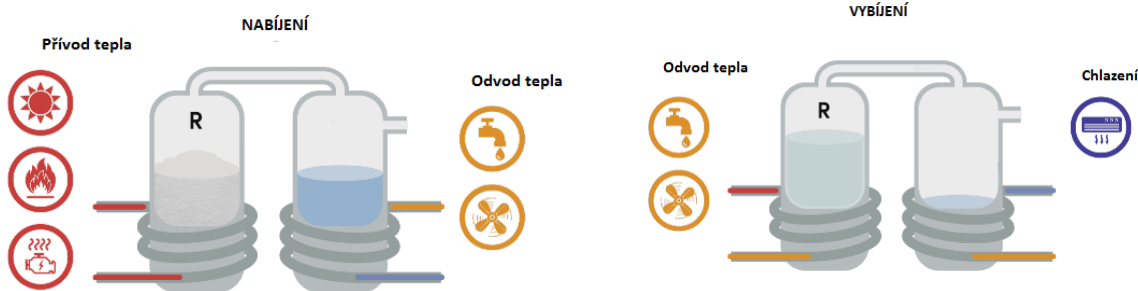 NABÍJENÍ
Přívod tepla
R
Odvod tepla
VYBÍJENÍ
Odvod tepla
R
Chlazení